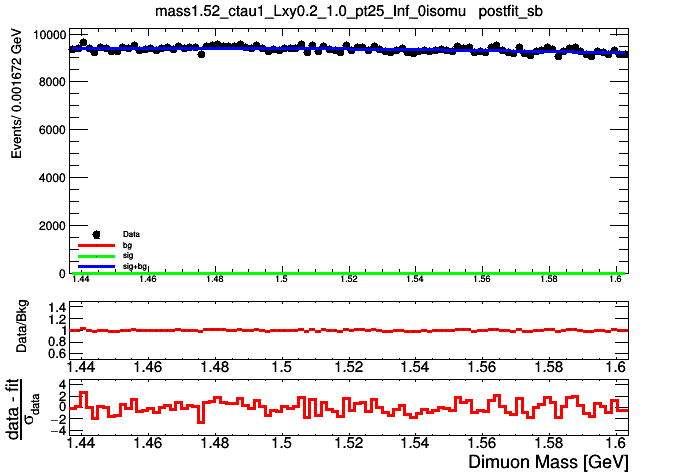 mass1.52_ctau1_Lxy0.2_1.0_pt25_Inf_0isomu postfit_sb
Events/ 0.001672 GeV
10000
8000
6000
4000
2000
0
Data
bg
sig
sig+bg
1.44 1.46 1.48 1.5 1.52 1.54 1.56 1.58 1.6
Data/Bkg
1.4
1.2
1
0.8
0.6
1.44 1.46 1.48 1.5 1.52 1.54 1.56 1.58 1.6
data - fit
σdata
4
2
0
−2
−4
1.44 1.46 1.48 1.5 1.52 1.54 1.56 1.58 1.6
Dimuon Mass [GeV]